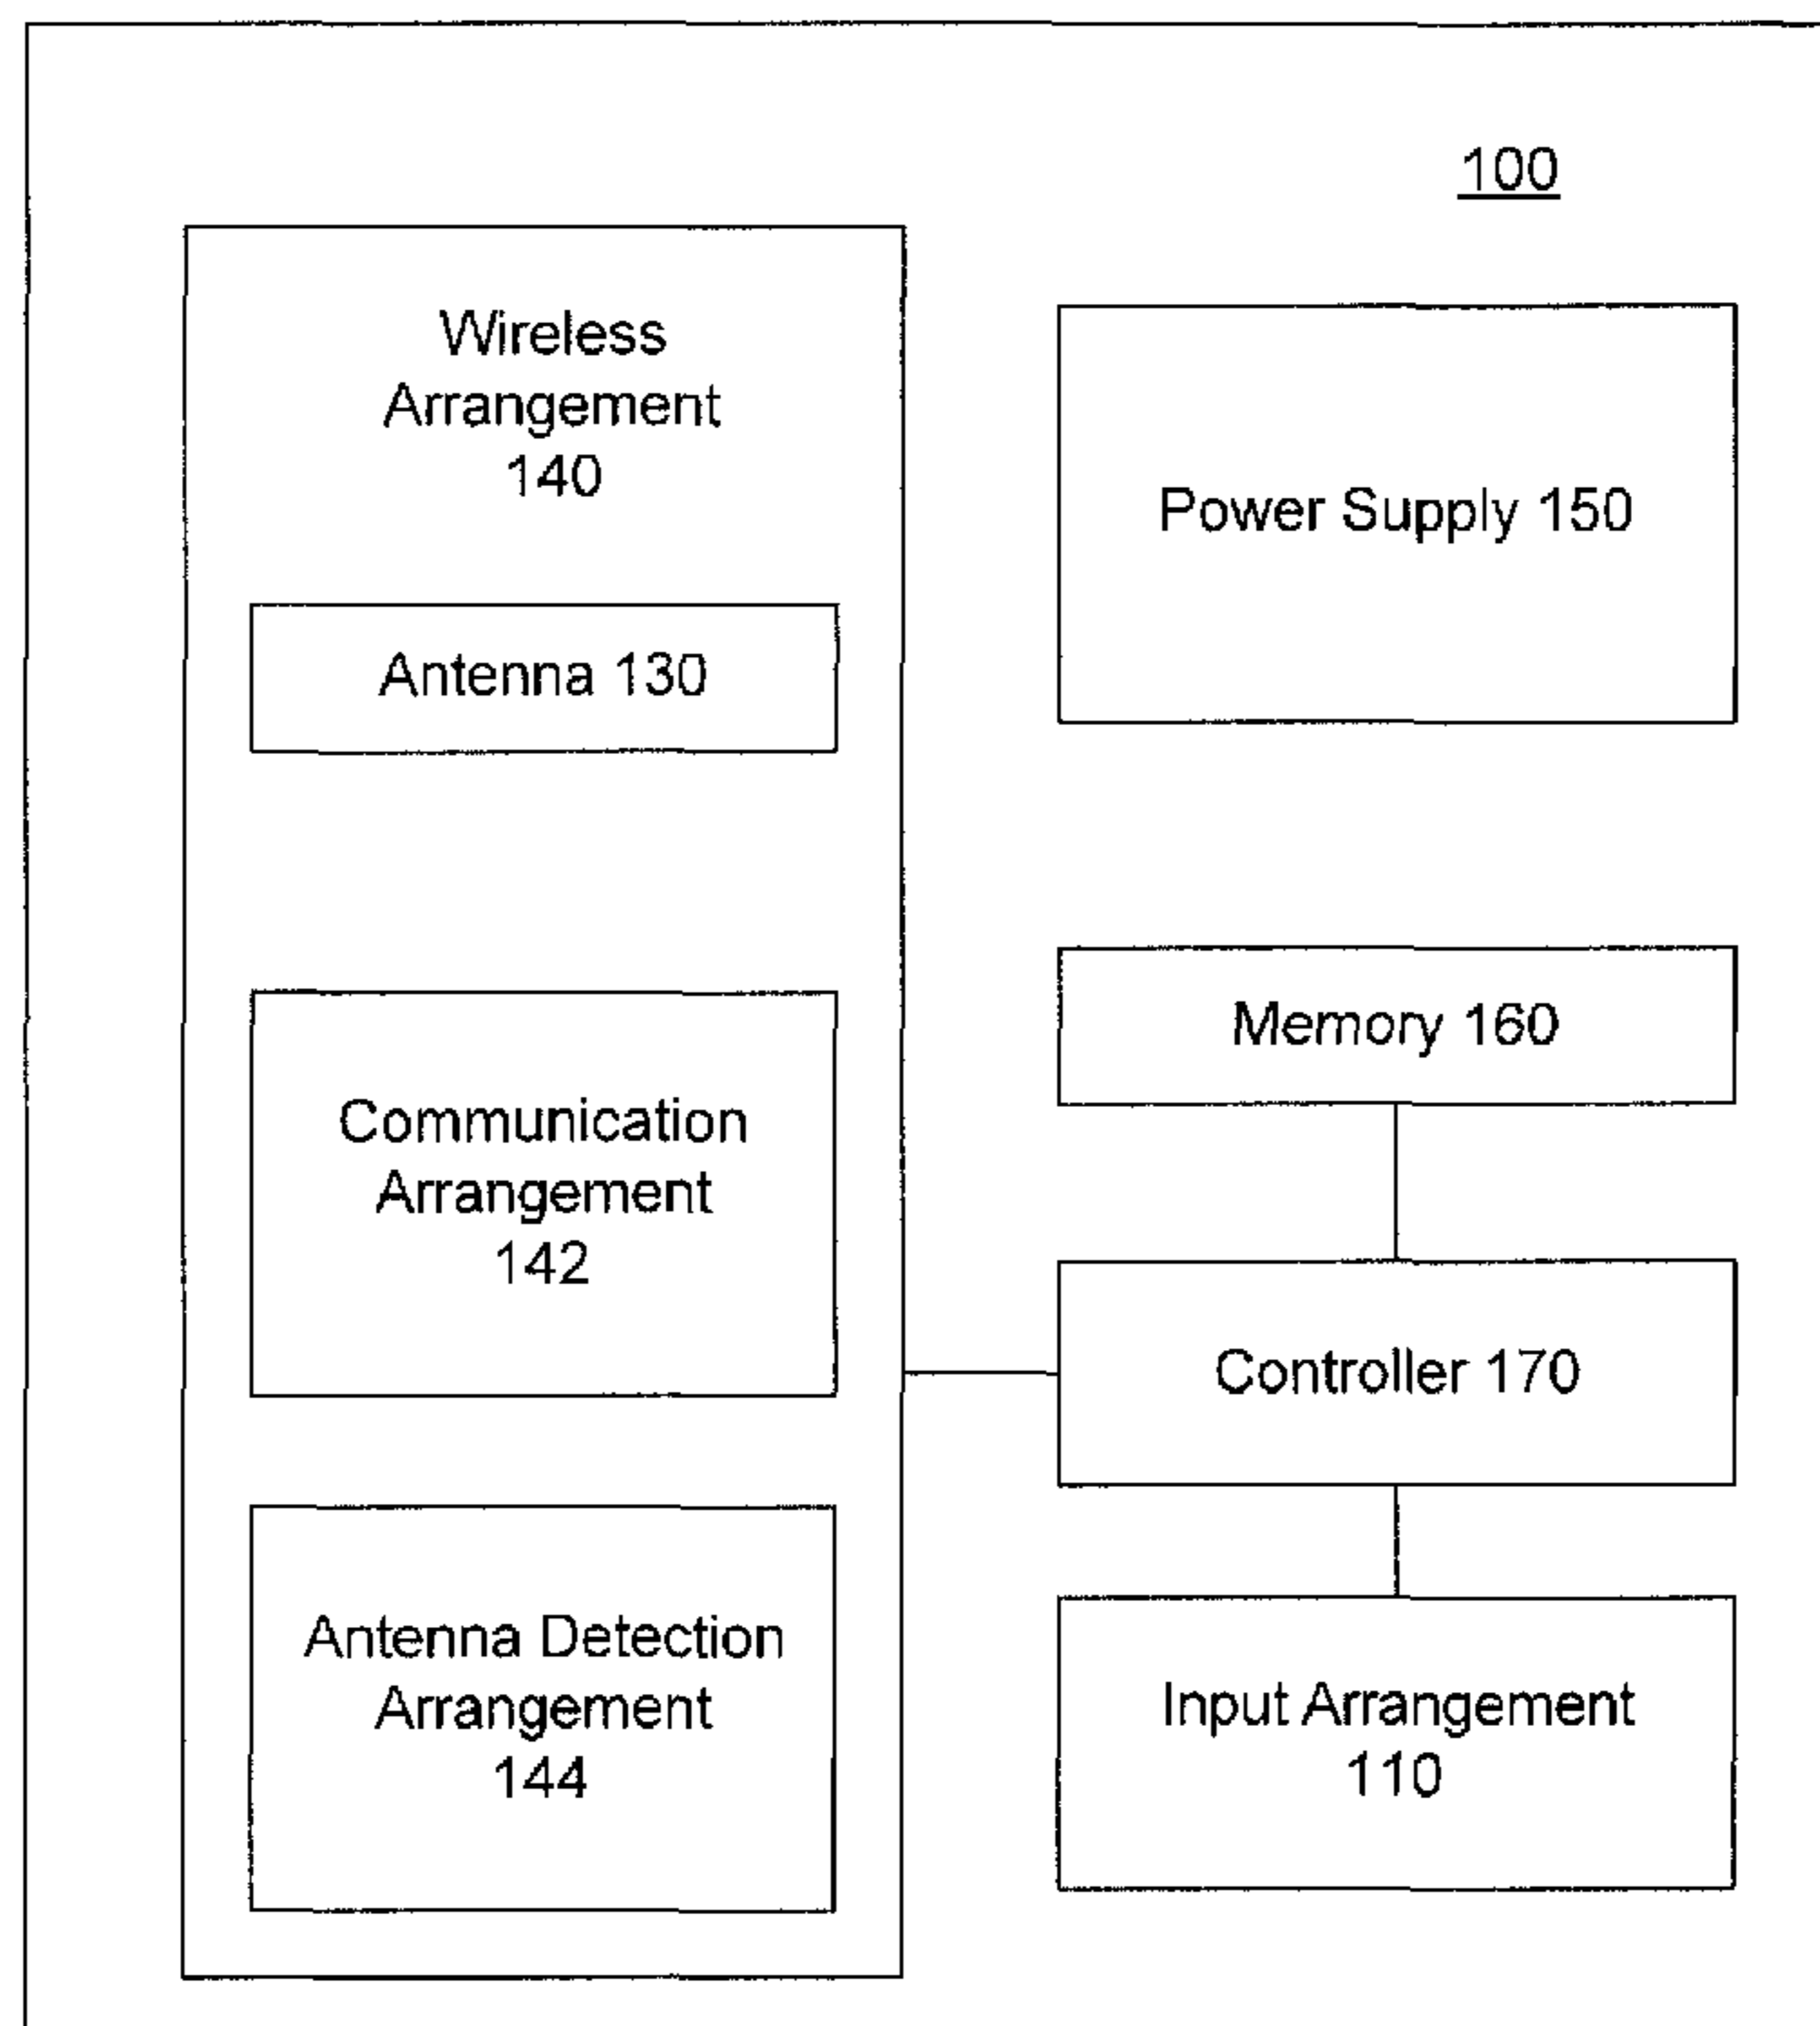 100
Wireless
Arrangement
140
Antenna 130
Communication
Arrangement
142
Antenna Detection
Arrangement
144
Power Supply 150
Memory 160
Controller 170
Input Arrangement
110